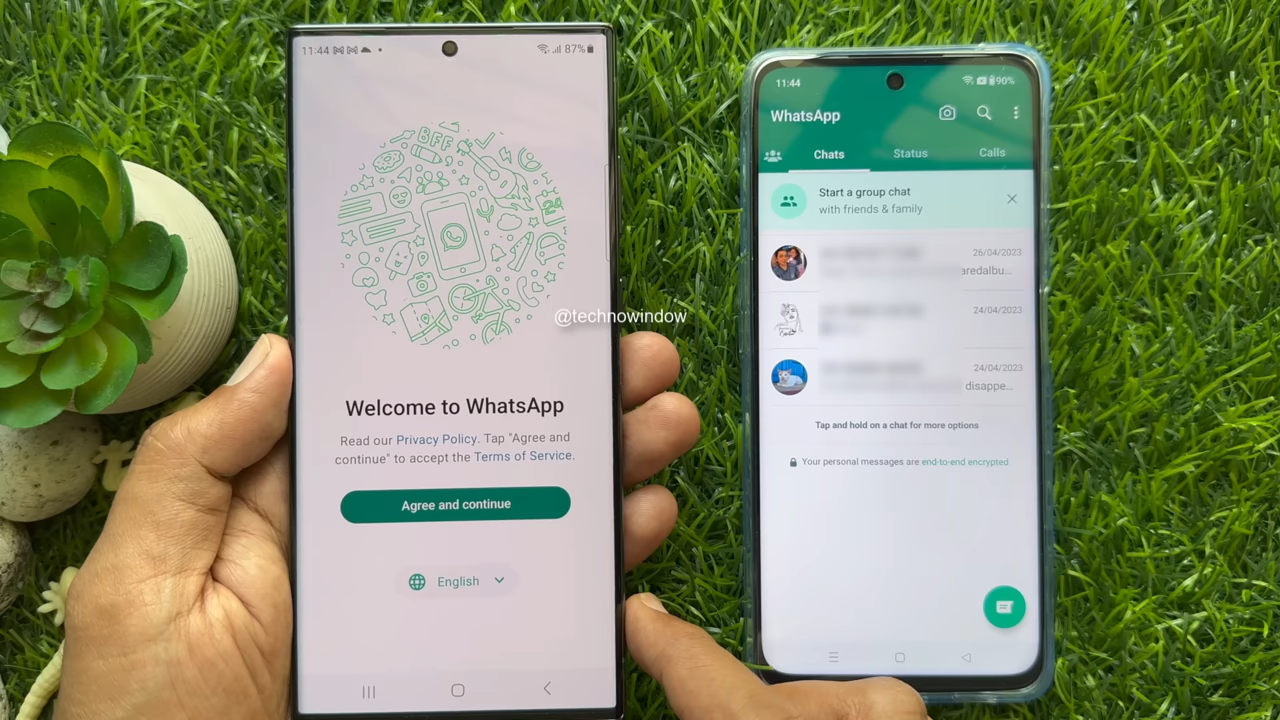 11:44
87%
BFF
24
Welcome to WhatsApp
Read our Privacy Policy. Tap "Agree and
continue" to accept the Terms of Service.
Agree and continue
English
@technowindow
11:44
90%
WhatsApp
Chats Status Calls
Start a group chat
with friends & family
26/04/2023
aredalbu...
24/04/2023
24/04/2023
disappe...
Tap and hold on a chat for more options
Your personal messages are end-to-end encrypted